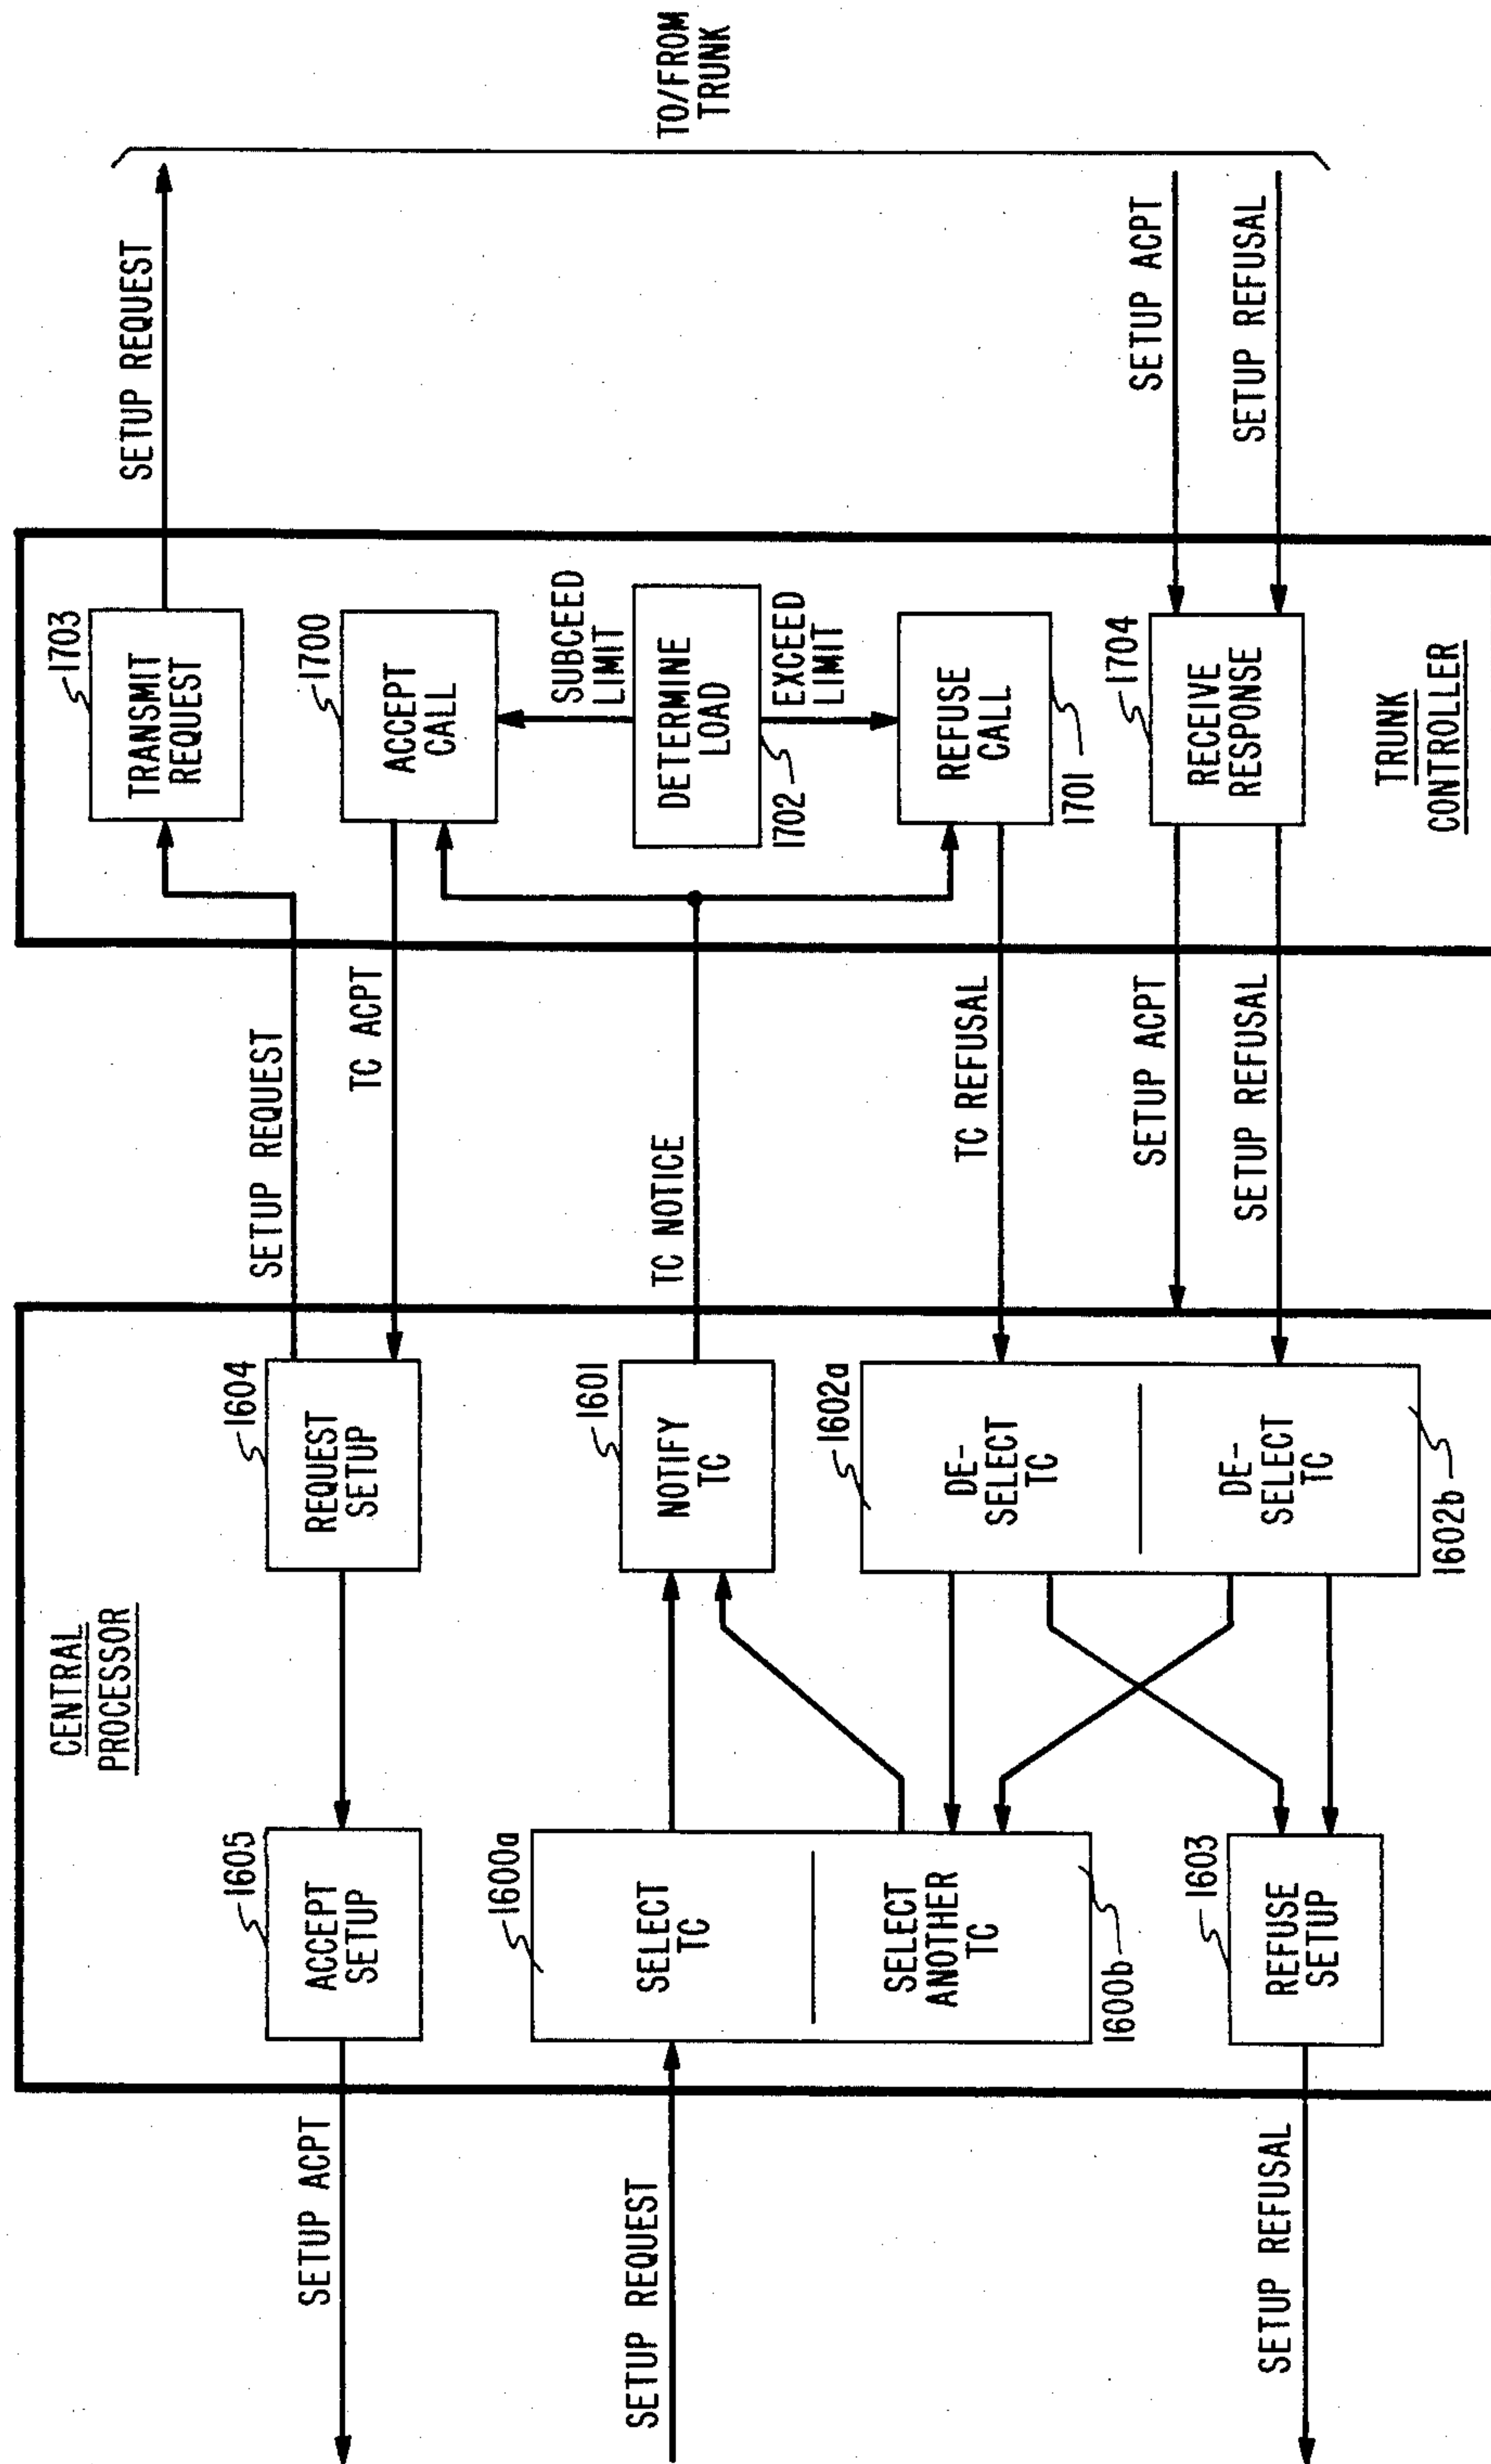 CENTRAL
PROCESSOR
SETUP ACPT
1605
ACCEPT
SETUP
1604
REQUEST
SETUP
SETUP REQUEST
TC ACPT
1703
TRANSMIT
REQUEST
SETUP REQUEST
1700
ACCEPT
CALL
SUBCEED
LIMIT
SETUP REQUEST
1600a
SELECT
TC
SELECT
ANOTHER
TC
1600b
1601
NOTIFY
TC
TC NOTICE
DETERMINE
LOAD
1702
EXCEED
LIMIT
TO/FROM
TRUNK
1602a
DE-
SELECT
TC
DE-
SELECT
TC
1602b
TC REFUSAL
REFUSE
CALL
1701
SETUP ACPT
SETUP REFUSAL
1704
RECEIVE
RESPONSE
SETUP ACPT
SETUP REFUSAL
1603
REFUSE
SETUP
SETUP REFUSAL
TRUNK
CONTROLLER